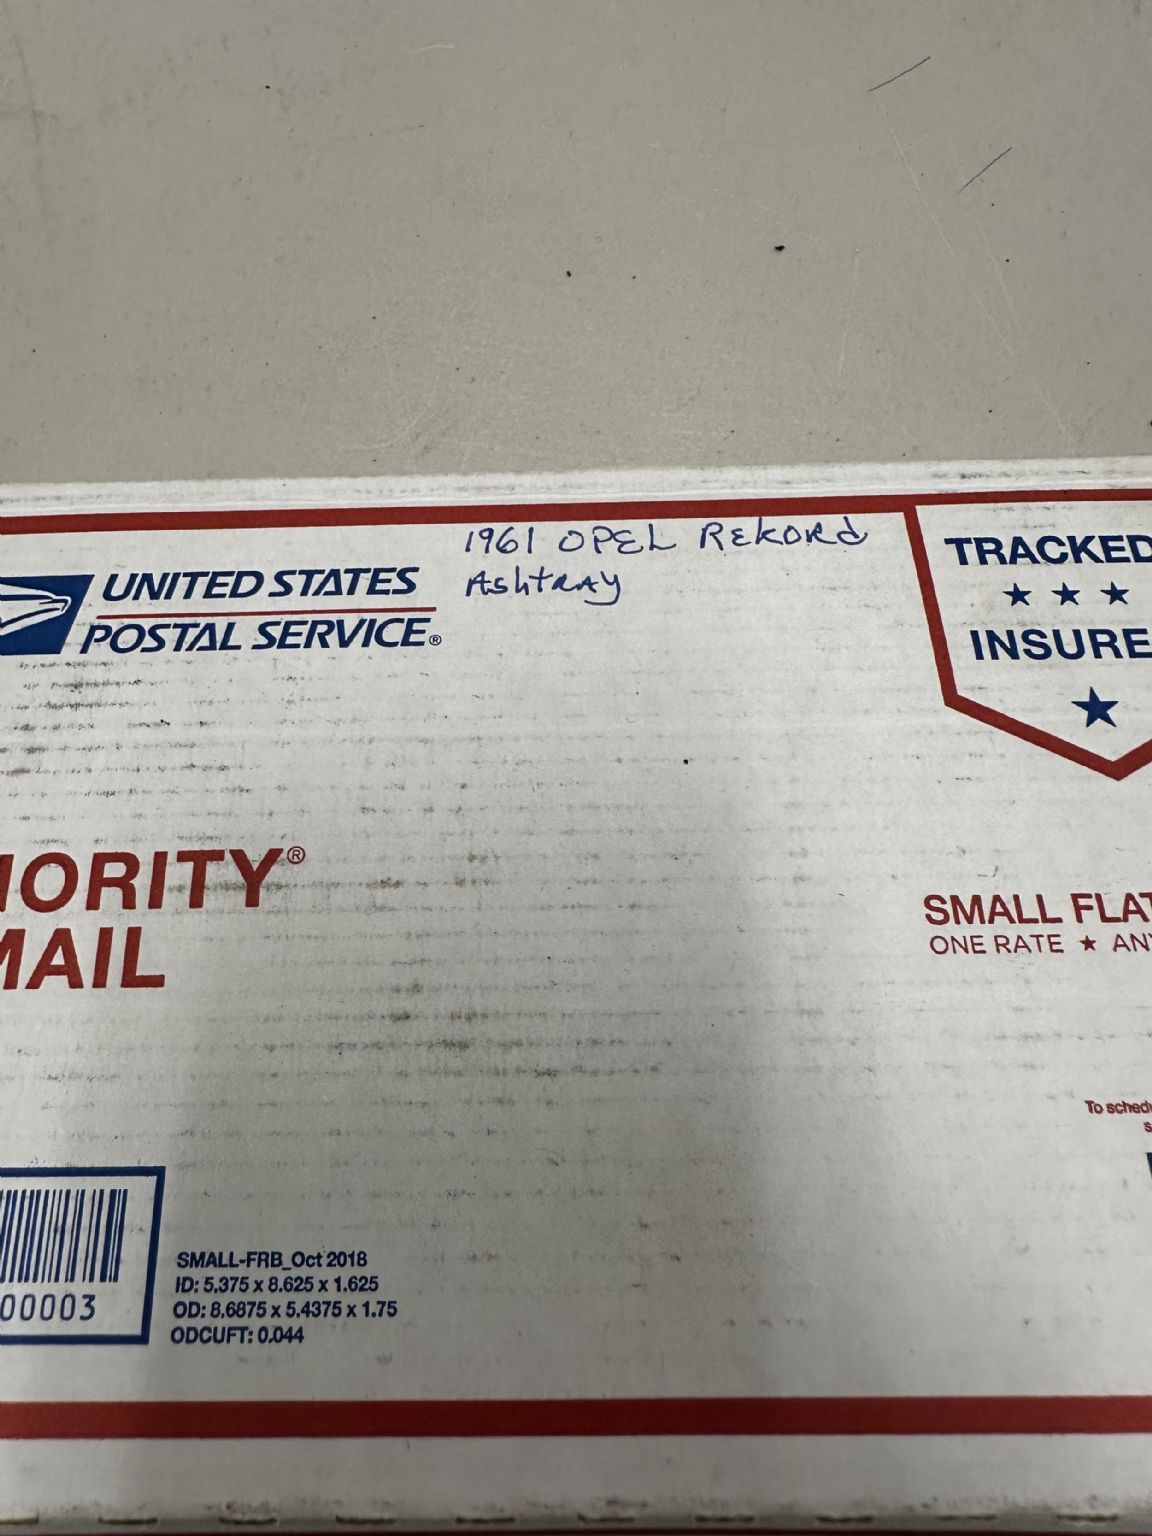 1961 OPEL Rekord
Ashtray
UNITED STATES
POSTAL SERVICE®
TRACKED
★ ★ ★
INSURE
★
IORITY®
MAIL
SMALL FLAT
ONE RATE ★ AN
To sched
s
00003
SMALL-FRB_Oct 2018
ID: 5.375 x 8.625 x 1.625
OD: 8.6875 x 5.4375 x 1.75
ODCUFT: 0.044